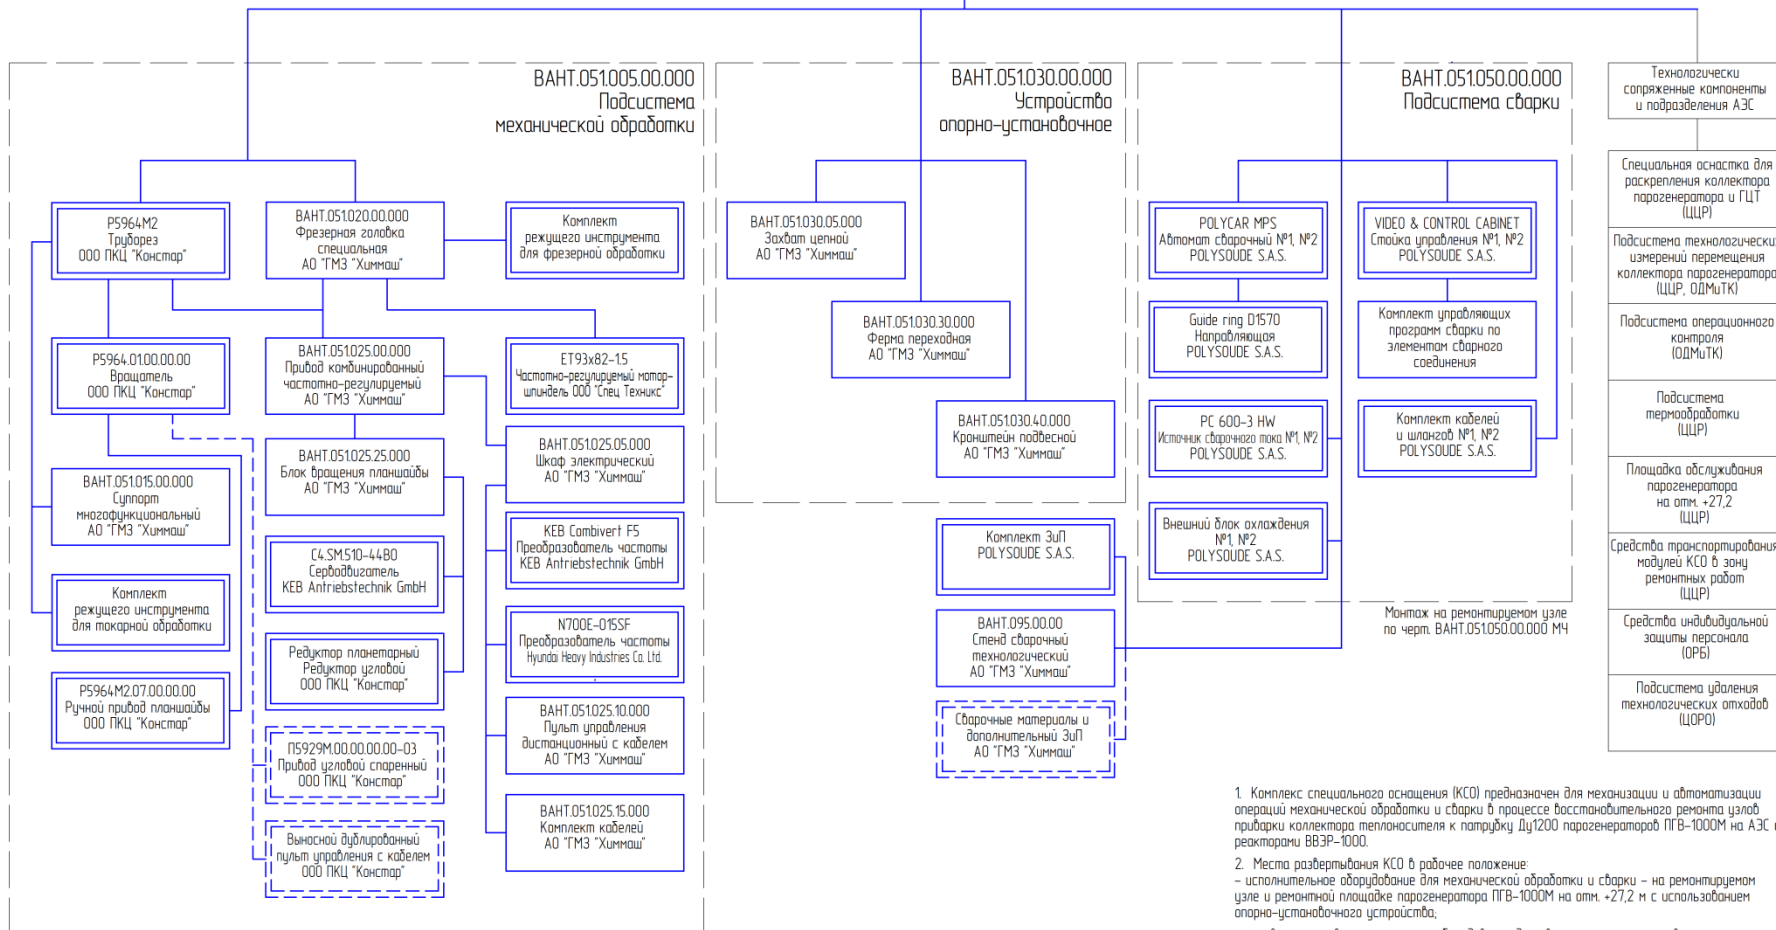 ВАНТ.051.005.00.000
Подсистема
механической обработки
Р5964М2
Труборез
ООО ПКЦ "Констар"
ВАНТ.051.020.00.000
Фрезерная головка
специальная
АО "ГМЗ "Химмаш"
Комплект
режущего инструмента
для фрезерной обработки
Р5964.01.00.00.00
Вращатель
ООО ПКЦ "Констар"
ВАНТ.051.025.00.000
Привод комбинированный
частотно-регулируемый
АО "ГМЗ "Химмаш"
ЕТ93х82-1.5
Частотно-регулируемый мотор-
шпиндель ООО "Спец Техникс"
ВАНТ.051.015.00.000
Суппорт
многофункциональный
АО "ГМЗ "Химмаш"
ВАНТ.051.025.25.000
Блок вращения планшайбы
АО "ГМЗ "Химмаш"
ВАНТ.051.025.05.000
Шкаф электрический
АО "ГМЗ "Химмаш"
C4.SM.510-44B0
Серводвигатель
KEB Antriebstechnik GmbH
KEB Combivert F5
Преобразователь частоты
KEB Antriebstechnik GmbH
Комплект
режущего инструмента
для токарной обработки
Редуктор планетарный
Редуктор угловой
ООО ПКЦ "Констар"
N700E-015SF
Преобразователь частоты
Hyundai Heavy Industries Co. Ltd.
Р5964М2.07.00.00.00
Ручной привод планшайбы
ООО ПКЦ "Констар"
П5929М.00.00.00.00-03
Привод угловой спаренный
ООО ПКЦ "Констар"
ВАНТ.051.025.10.000
Пульт управления
дистанционный с кабелем
АО "ГМЗ "Химмаш"
Выносной дублированный
пульт управления с кабелем
ООО ПКЦ "Констар"
ВАНТ.051.025.15.000
Комплект кабелей
АО "ГМЗ "Химмаш"
ВАНТ.051.030.00.000
Устройство
опорно-установочное
ВАНТ.051.030.05.000
Захват цепной
АО "ГМЗ "Химмаш"
ВАНТ.051.030.30.000
Ферма переходная
АО "ГМЗ "Химмаш"
ВАНТ.051.030.40.000
Кронштейн подвесной
АО "ГМЗ "Химмаш"
Комплект ЗиП
POLYSOUDE S.A.S.
ВАНТ.095.00.00
Стенд сварочный
технологический
АО "ГМЗ "Химмаш"
Сварочные материалы и
дополнительный ЗиП
АО "ГМЗ "Химмаш"
ВАНТ.051.050.00.000
Подсистема сварки
POLYCAR MPS
Автомат сварочный №1, №2
POLYSOUDE S.A.S.
VIDEO & CONTROL CABINET
Стойка управления №1, №2
POLYSOUDE S.A.S.
Guide ring D1570
Направляющая
POLYSOUDE S.A.S.
Комплект управляющих
программ сварки по
элементам сварного
соединения
PC 600-3 HW
Источник сварочного тока №1, №2
POLYSOUDE S.A.S.
Комплект кабелей
и шлангов №1, №2
POLYSOUDE S.A.S.
Внешний блок охлаждения
№1, №2
POLYSOUDE S.A.S.
Монтаж на ремонтируемом узле
по черт. ВАНТ.051.050.00.000 МЧ
Технологически
сопряженные компоненты
и подразделения АЭС
Специальная оснастка для
раскрепления коллектора
парогенератора и ГЦТ
(ЦЦР)
Подсистема технологических
измерений перемещения
коллектора парогенератора
(ЦЦР, ОДМиТК)
Подсистема операционного
контроля
(ОДМиТК)
Подсистема
термообработки
(ЦЦР)
Площадка обслуживания
парогенератора
на отм. +27,2
(ЦЦР)
Средства транспортирования
модулей КСО в зону
ремонтных работ
(ЦЦР)
Средства индивидуальной
защиты персонала
(ОРБ)
Подсистема удаления
технологических отходов
(ЦОРО)
1. Комплекс специального оснащения (КСО) предназначен для механизации и автоматизации
операций механической обработки и сварки в процессе восстановительного ремонта узлов
приварки коллектора теплоносителя к патрубку Ду1200 парогенераторов ПГВ-1000М на АЭС с
реакторами ВВЭР-1000.
2. Места развертывания КСО в рабочее положение:
- исполнительное оборудование для механической обработки и сварки - на ремонтируемом
узле и ремонтной площадке парогенератора ПГВ-1000М на отм. +27,2 м с использованием
опорно-установочного устройства;